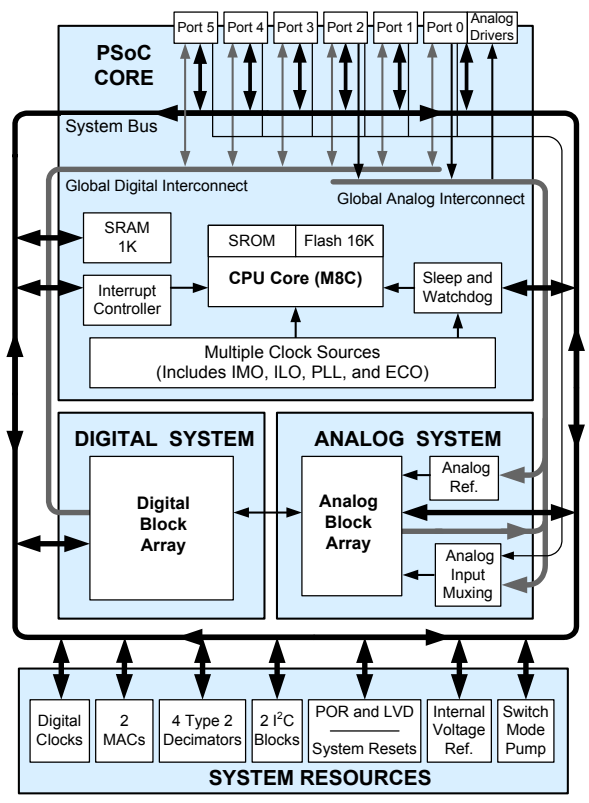 Port 5 Port 4 Port 3 Port 2 Port 1 Port 0 Analog
Drivers
PSoC
CORE
System Bus
Global Digital Interconnect
Global Analog Interconnect
SRAM
1K
SROM Flash 16K
CPU Core (M8C)
Interrupt
Controller
Sleep and
Watchdog
Multiple Clock Sources
(Includes IMO, ILO, PLL, and ECO)
DIGITAL SYSTEM
Digital
Block
Array
ANALOG SYSTEM
Analog
Block
Array
Analog
Ref.
Analog
Input
Muxing
Digital
Clocks
2
MACs
4 Type 2
Decimators
2 I²C
Blocks
POR and LVD
System Resets
Internal
Voltage
Ref.
Switch
Mode
Pump
SYSTEM RESOURCES